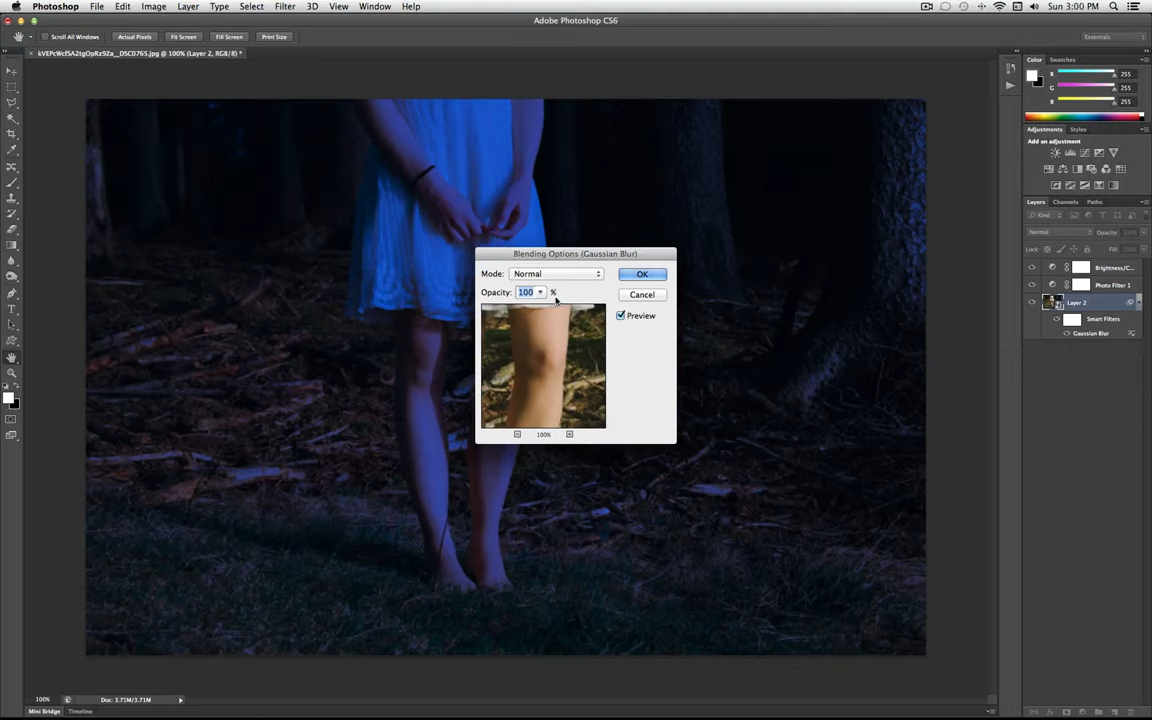 Photoshop File Edit Image Layer Type Select Filter 3D View Window Help Sun 3:00 PM
Adobe Photoshop CS6
Scroll All Windows Actual Pixels Fit Screen Fill Screen Print Size Essentials
× kVEPcWcfSA2tgOpRz9Za__DSC0765.jpg @ 100% (Layer 2, RGB/8) *
Color Swatches
R 255
G 255
B 255
Adjustments Styles
Add an adjustment
Layers Channels Paths
Kind
Normal Opacity:
Lock: Fill:
Brightness/C...
Photo Filter 1
Layer 2
Smart Filters
Gaussian Blur
Blending Options (Gaussian Blur)
Mode: Normal OK
Opacity: 100 % Cancel
Preview
100%
100% Doc: 3.71M/3.71M
Mini Bridge Timeline